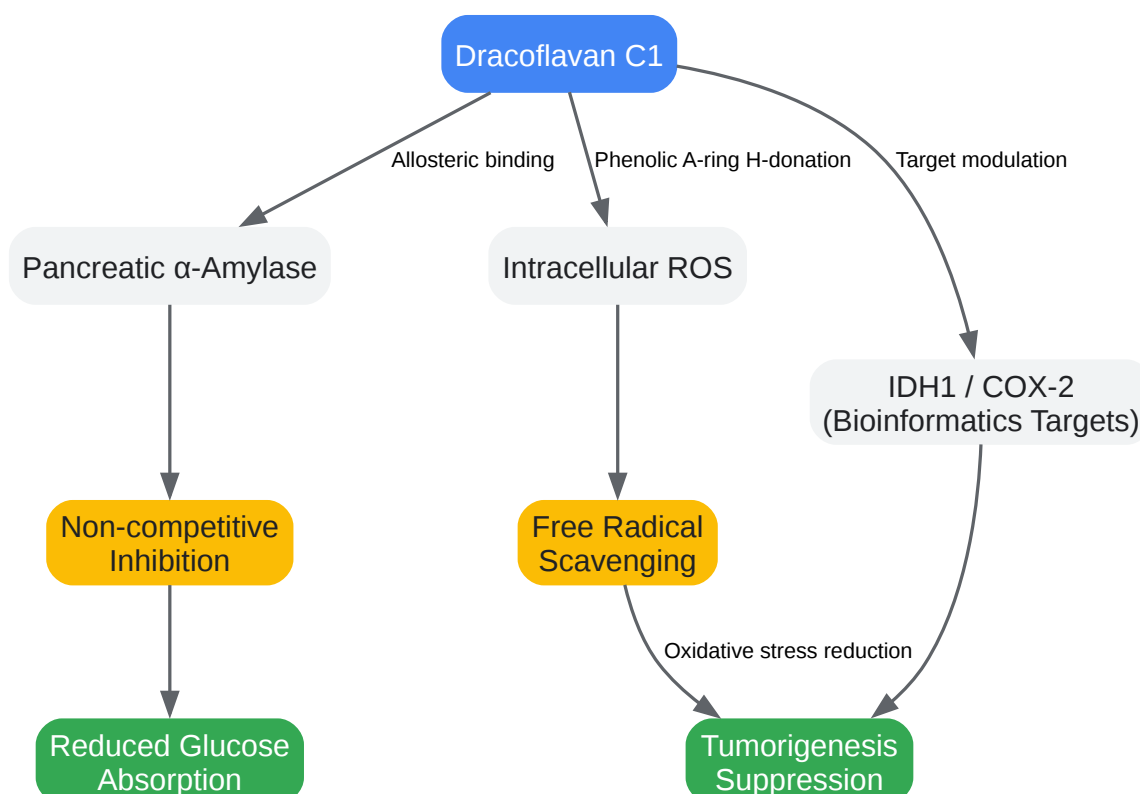 Dracoflavan C1
Allosteric binding
Phenolic A-ring H-donation
Target modulation
Pancreatic α-Amylase
Intracellular ROS
IDH1 / COX-2
(Bioinformatics Targets)
Non-competitive
Inhibition
Free Radical
Scavenging
Oxidative stress reduction
Reduced Glucose
Absorption
Tumorigenesis
Suppression